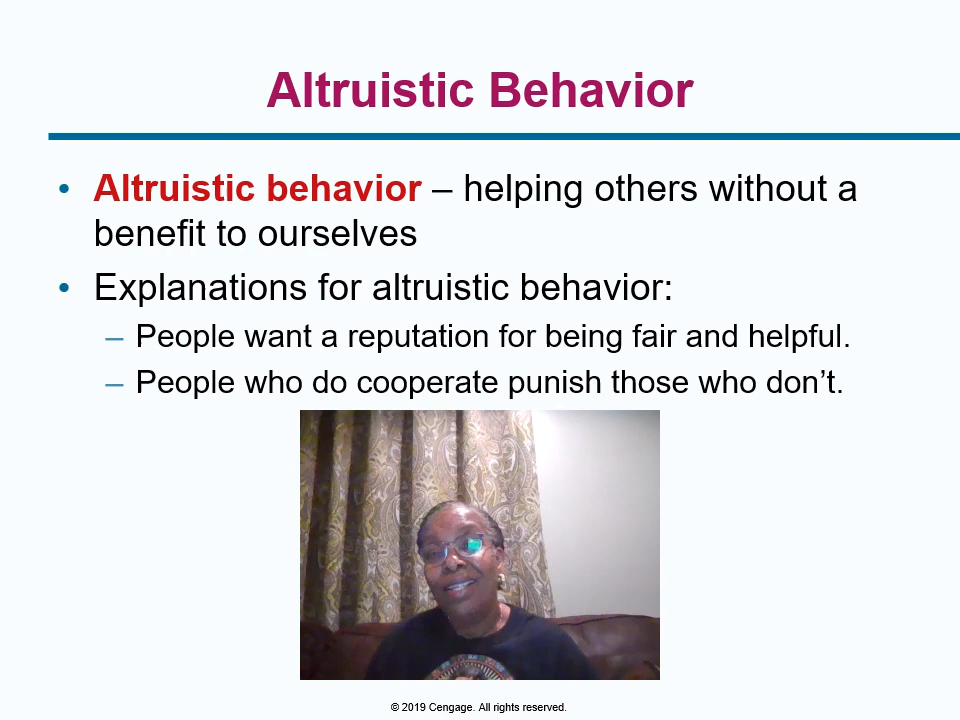 Altruistic Behavior
• Altruistic behavior – helping others without a
benefit to ourselves
• Explanations for altruistic behavior:
– People want a reputation for being fair and helpful.
– People who do cooperate punish those who don’t.
© 2019 Cengage. All rights reserved.